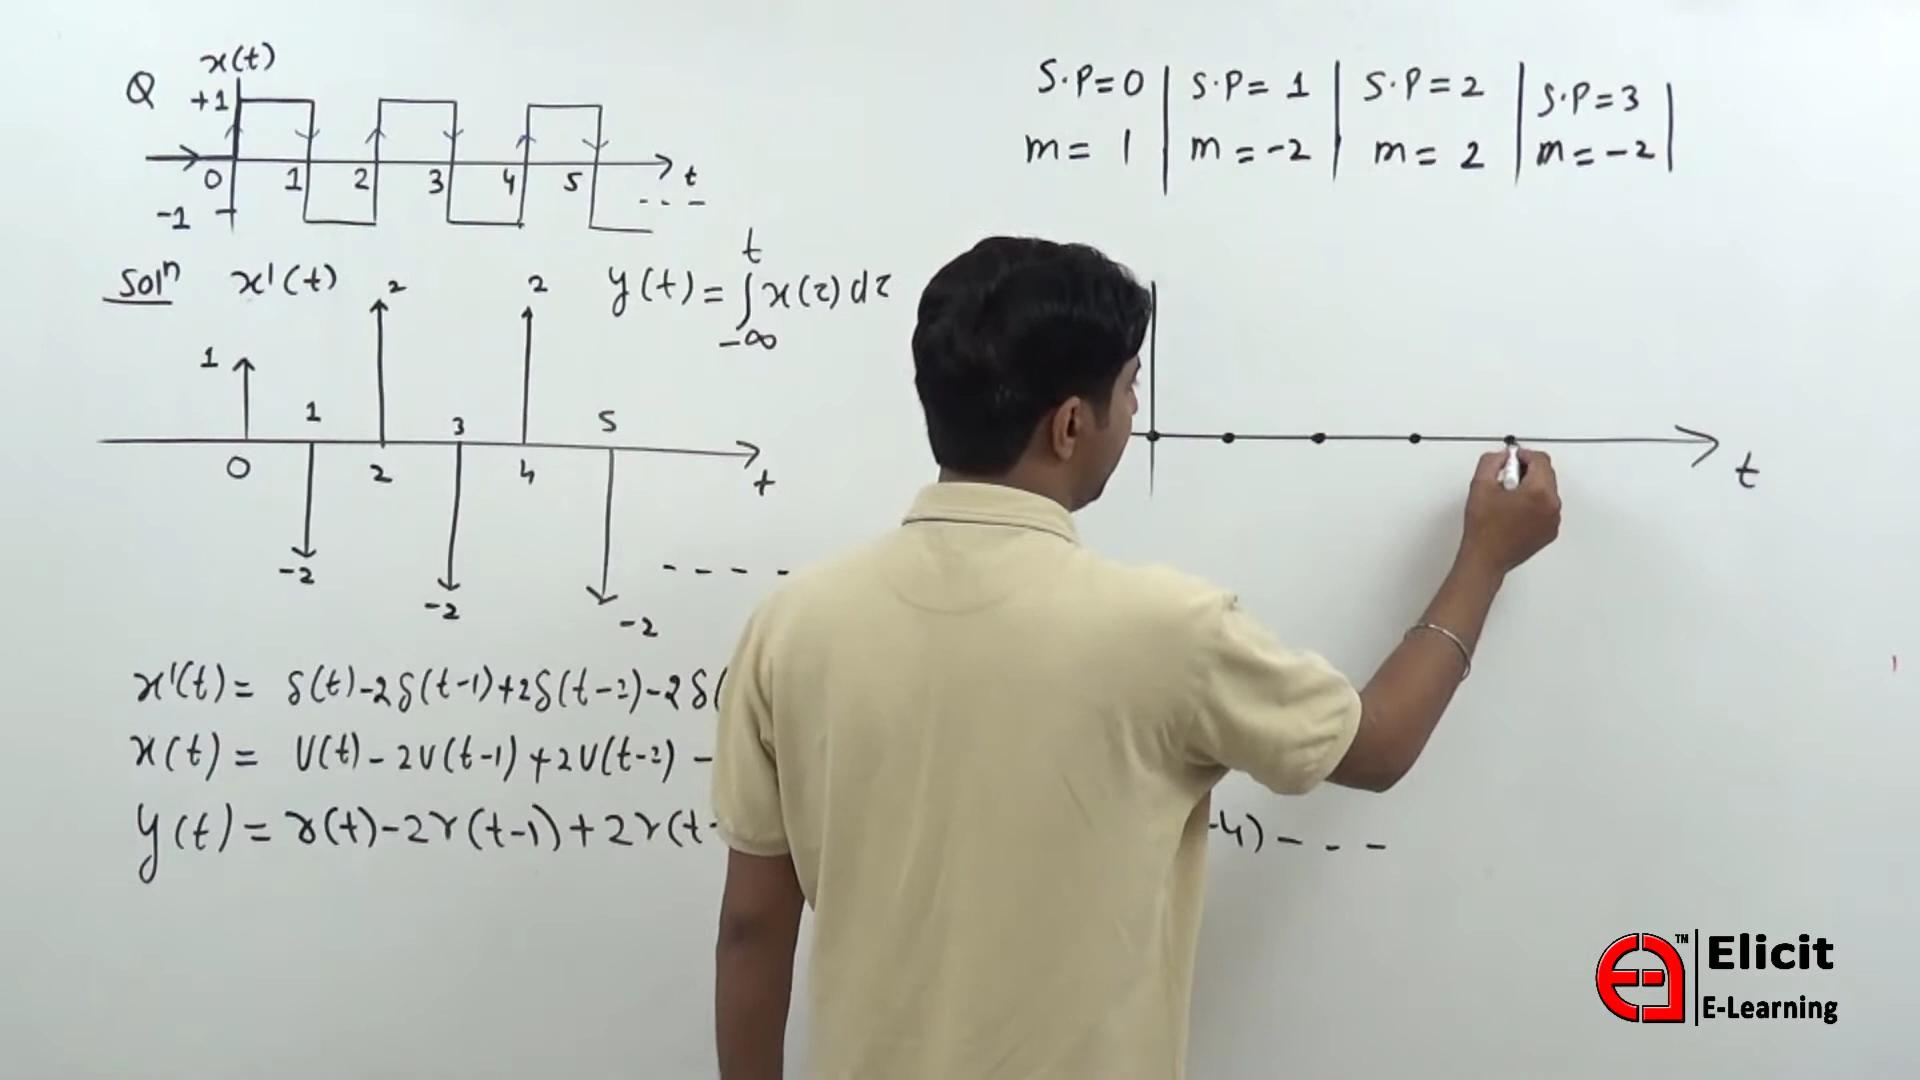 Q
x(t)
+1
0 1 2 3 4 5 t
-1
- - -
S.P=0 | S.P=1 | S.P=2 | S.P=3 |
m= 1 | m=-2 | m=2 | m=-2 |
Solⁿ x'(t)
y(t)= ∫ x(τ)dτ
t
-∞
1 2 2
1 3 5
0 2 4 t
-2 -2 -2
- - - -
x'(t)= δ(t)-2δ(t-1)+2δ(t-2)-2δ(
x(t)= U(t)-2U(t-1)+2U(t-2)-
y(t)=r(t)-2r(t-1)+2r(t-
-4)- - -
t
TM
Elicit
E-Learning